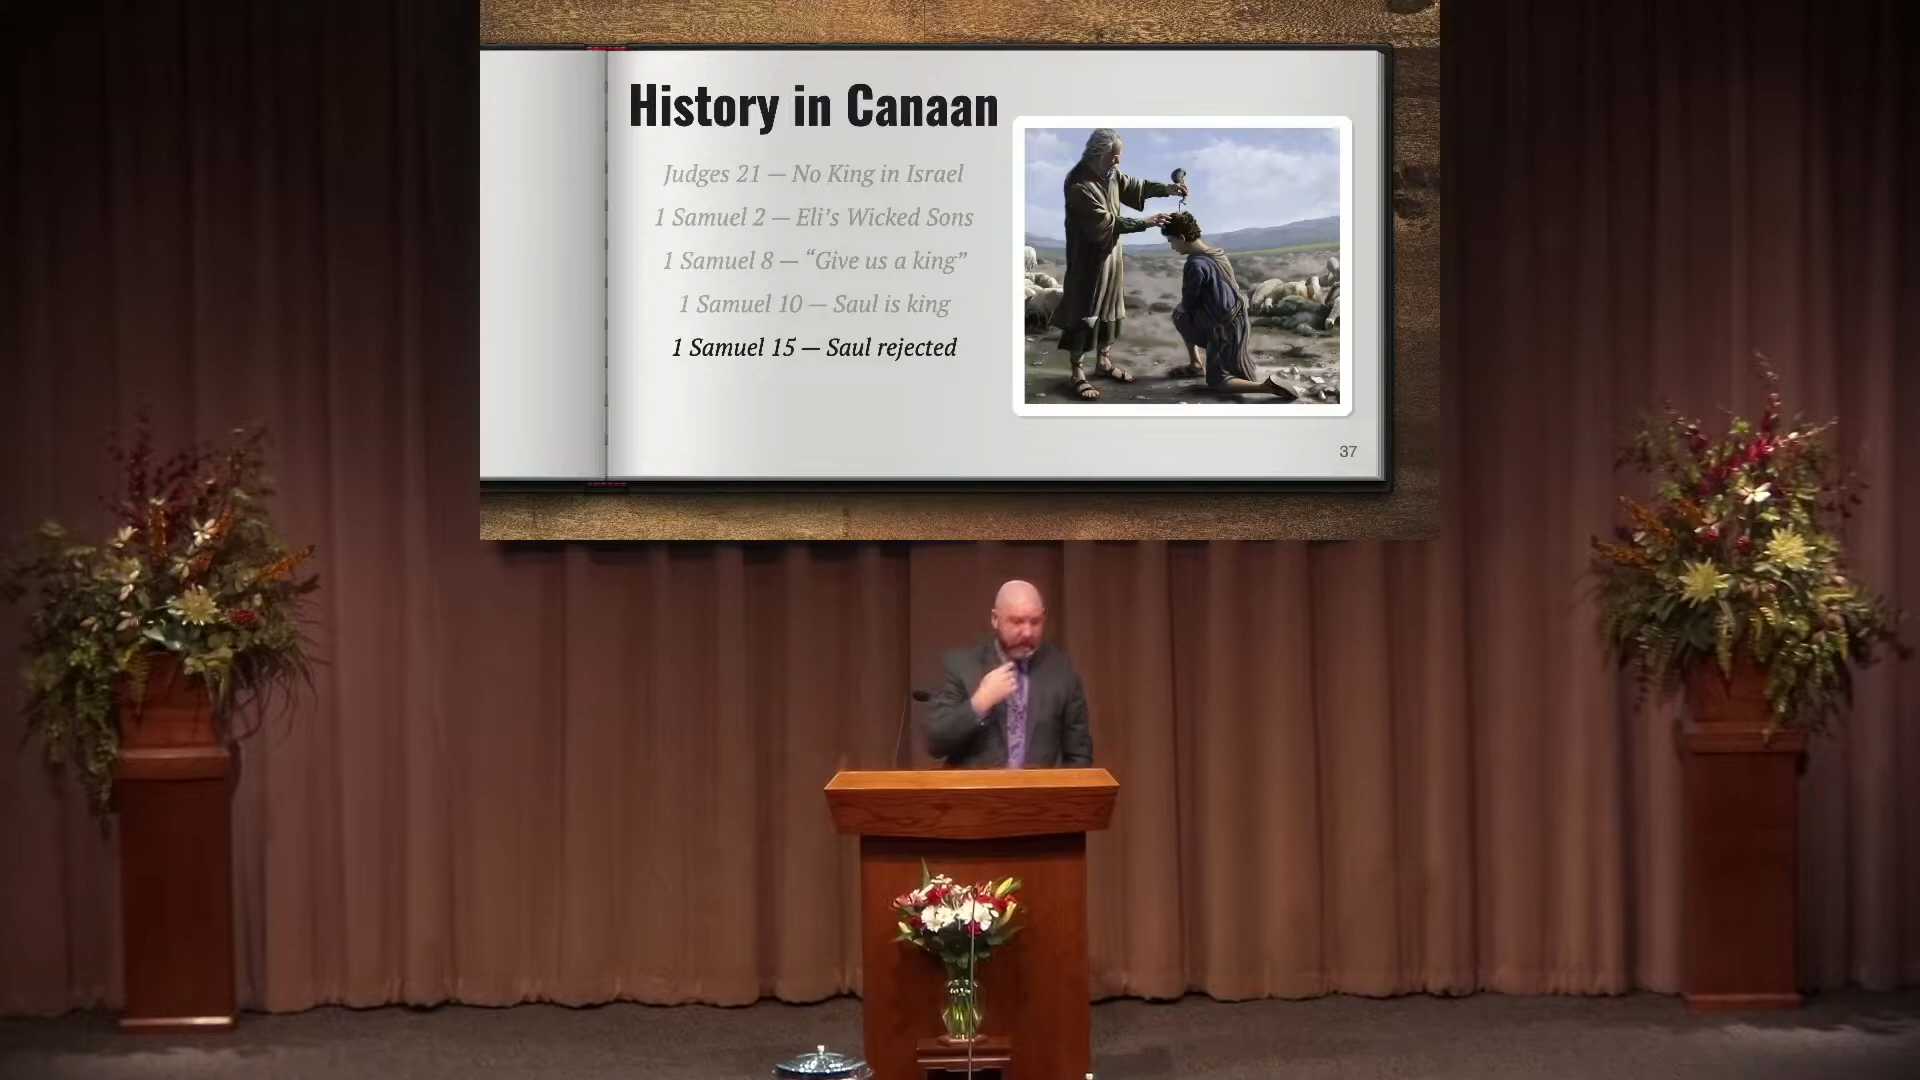 History in Canaan
Judges 21 — No King in Israel
1 Samuel 2 — Eli’s Wicked Sons
1 Samuel 8 — “Give us a king”
1 Samuel 10 — Saul is king
1 Samuel 15 — Saul rejected
37